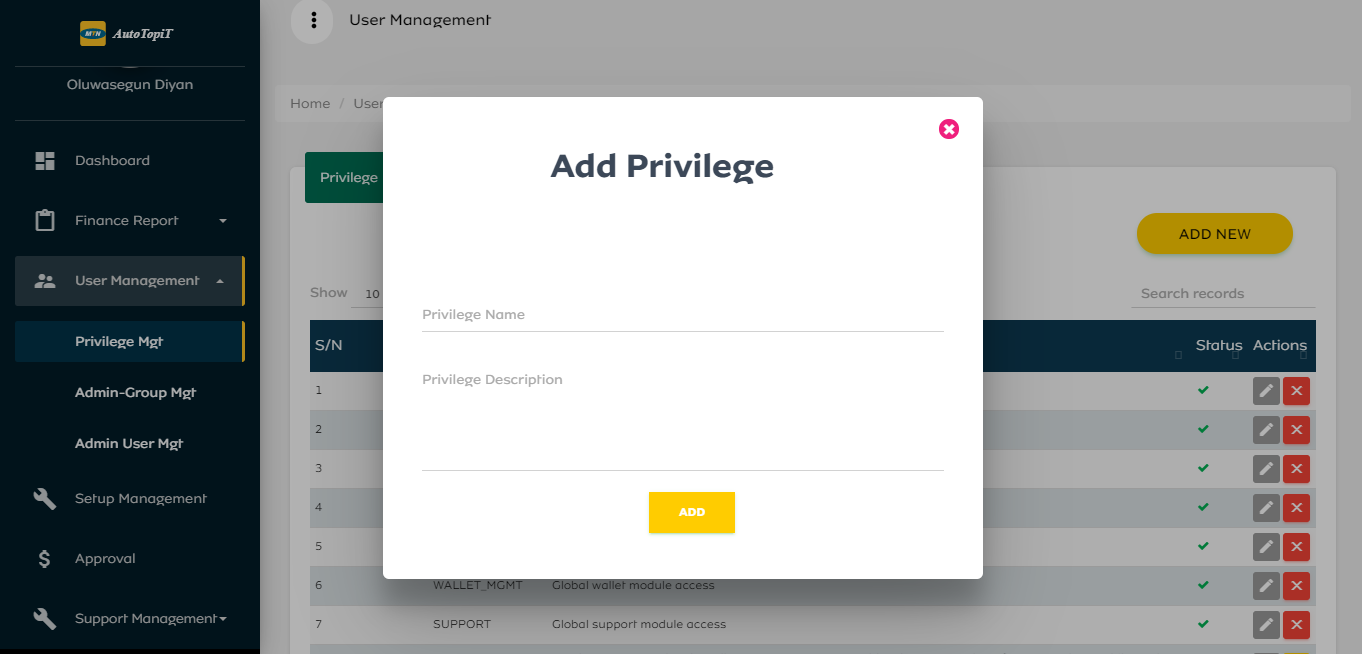 MTN AutoTopiT
Oluwasegun Diyan
Dashboard
Finance Report
User Management
Privilege Mgt
Admin-Group Mgt
Admin User Mgt
Setup Management
Approval
Support Management
User Management
Home / User
Privilege
ADD NEW
Show 10
Search records
S/N Status Actions
1
2
3
4
5
6 WALLET_MGMT Global wallet module access
7 SUPPORT Global support module access
Add Privilege
Privilege Name
Privilege Description
ADD